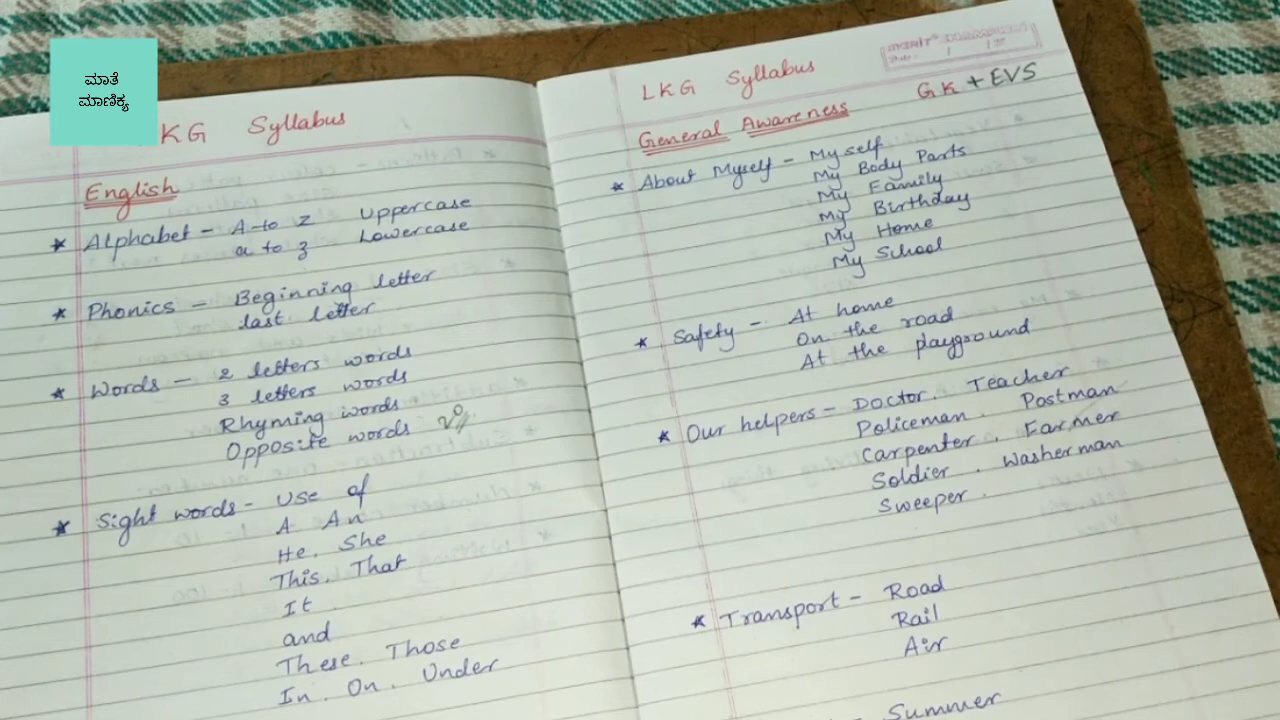 ಮಾತೆ
ಮಾಣಿಕ್ಯ
KG Syllabus
English
* Alphabet - A to Z Uppercase
a to z Lowercase
* Phonics - Beginning letter
last letter
* Words - 2 letters words
3 letters words
Rhyming words
Opposite words
* Sight words - Use of
A An
He. She
This. That
It.
and
These. Those
In. On. Under
LKG Syllabus
GK + EVS
General Awareness
* About Myself - Myself
My Body Parts
My Family
My Birthday
My Home
My School
* Safety - At home
On the road
At the playground
* Our helpers - Doctor. Teacher
Policeman. Postman
Carpenter. Farmer
Soldier. Washerman
Sweeper.
* Transport - Road
Rail
Air
- Summer